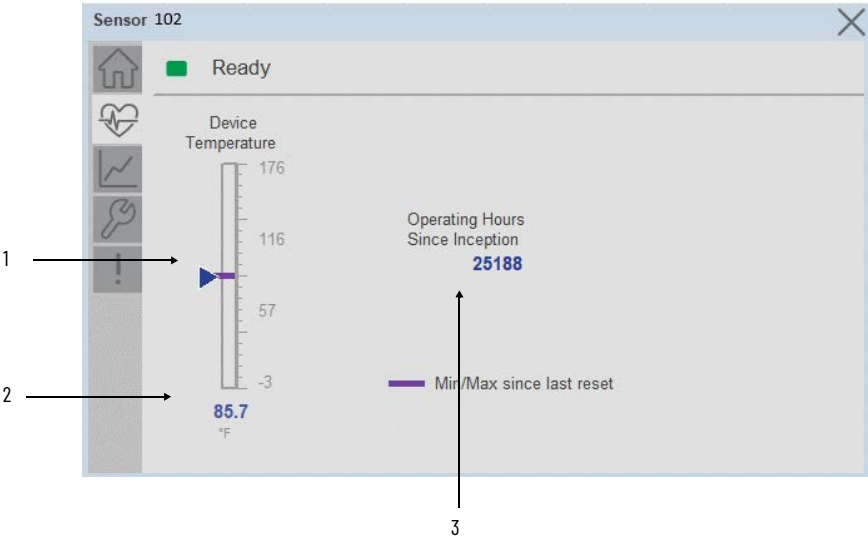 Sensor 102
Ready
Device
Temperature
176
116
57
-3
85.7
°F
Operating Hours
Since Inception
25188
Min/Max since last reset
1
2
3